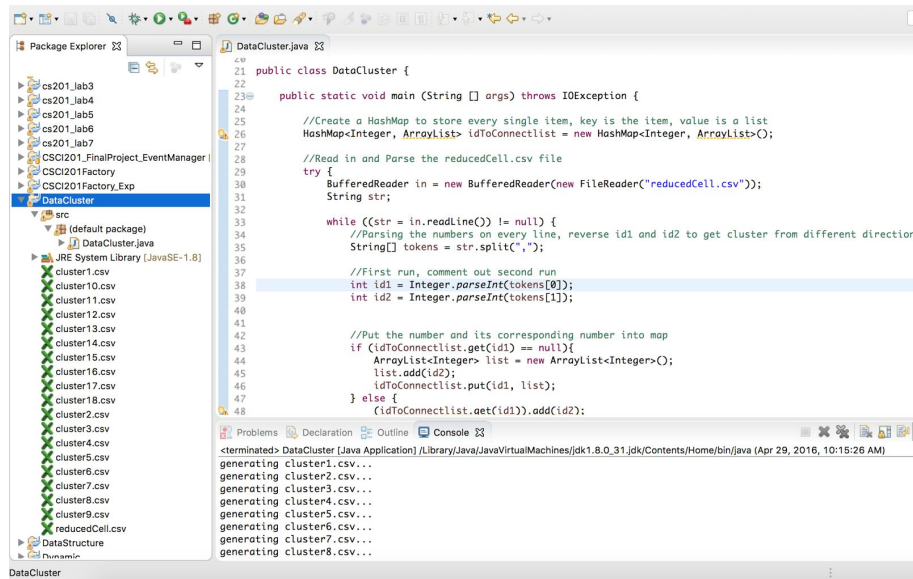 Package Explorer
cs201_lab3
cs201_lab4
cs201_lab5
cs201_lab6
cs201_lab7
CSCI201_FinalProject_EventManager
CSCI201Factory
CSCI201Factory_Exp
DataCluster
src
(default package)
DataCluster.java
JRE System Library [JavaSE-1.8]
cluster1.csv
cluster10.csv
cluster11.csv
cluster12.csv
cluster13.csv
cluster14.csv
cluster15.csv
cluster16.csv
cluster17.csv
cluster18.csv
cluster2.csv
cluster3.csv
cluster4.csv
cluster5.csv
cluster6.csv
cluster7.csv
cluster8.csv
cluster9.csv
reducedCell.csv
DataStructure
Dynamic
DataCluster.java
20
21 public class DataCluster {
22
23 public static void main (String [] args) throws IOException {
24
25 //Create a HashMap to store every single item, key is the item, value is a list
26 HashMap<Integer, ArrayList> idToConnectlist = new HashMap<Integer, ArrayList>();
27
28 //Read in and Parse the reducedCell.csv file
29 try {
30 BufferedReader in = new BufferedReader(new FileReader("reducedCell.csv"));
31 String str;
32
33 while ((str = in.readLine()) != null) {
34 //Parsing the numbers on every line, reverse id1 and id2 to get cluster from different direction
35 String[] tokens = str.split(",");
36
37 //First run, comment out second run
38 int id1 = Integer.parseInt(tokens[0]);
39 int id2 = Integer.parseInt(tokens[1]);
40
41
42 //Put the number and its corresponding number into map
43 if (idToConnectlist.get(id1) == null){
44 ArrayList<Integer> list = new ArrayList<Integer>();
45 list.add(id2);
46 idToConnectlist.put(id1, list);
47 } else {
48 (idToConnectlist.get(id1)).add(id2);
Problems Declaration Outline Console
<terminated> DataCluster [Java Application] /Library/Java/JavaVirtualMachines/jdk1.8.0_31.jdk/Contents/Home/bin/java (Apr 29, 2016, 10:15:26 AM)
generating cluster1.csv...
generating cluster2.csv...
generating cluster3.csv...
generating cluster4.csv...
generating cluster5.csv...
generating cluster6.csv...
generating cluster7.csv...
generating cluster8.csv...
DataCluster